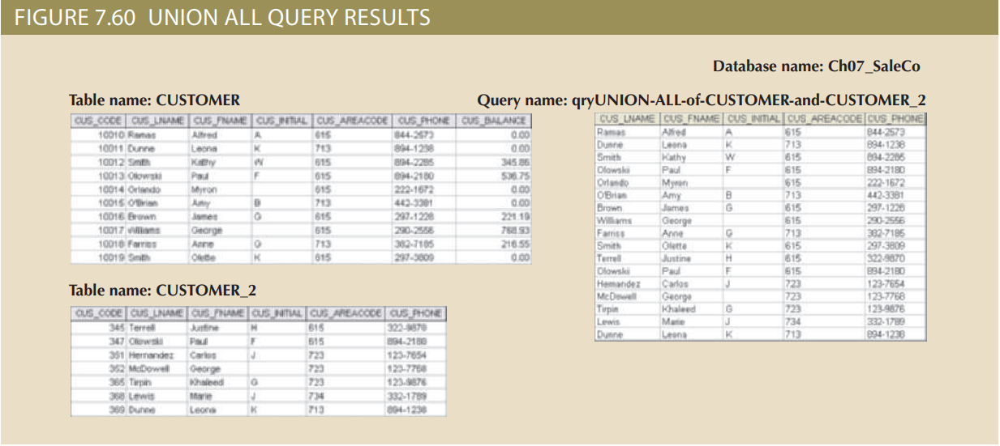 FIGURE 7.60 UNION ALL QUERY RESULTS
Database name: Ch07_SaleCo
Table name: CUSTOMER
CUS_CODE CUS_LNAME CUS_FNAME CUS_INITIAL CUS_AREACODE CUS_PHONE CUS_BALANCE
10010 Ramas Alfred A 615 844-2573 0.00
10011 Dunne Leona K 713 894-1238 0.00
10012 Smith Kathy W 615 894-2285 345.86
10013 Olowski Paul F 615 894-2180 536.75
10014 Orlando Myron 615 222-1672 0.00
10015 O'Brian Amy B 713 442-3381 0.00
10016 Brown James G 615 297-1228 221.19
10017 Williams George 615 290-2556 768.93
10018 Farriss Anne G 713 382-7185 216.55
10019 Smith Olette K 615 297-3809 0.00
Table name: CUSTOMER_2
CUS_CODE CUS_LNAME CUS_FNAME CUS_INITIAL CUS_AREACODE CUS_PHONE
345 Terrell Justine H 615 322-9870
347 Olowski Paul F 615 894-2180
351 Hernandez Carlos J 723 123-7654
352 McDowell George 723 123-7768
365 Tirpin Khaleed G 723 123-9876
368 Lewis Marie J 734 332-1789
369 Dunne Leona K 713 894-1238
Query name: qryUNION-ALL-of-CUSTOMER-and-CUSTOMER_2
CUS_LNAME CUS_FNAME CUS_INITIAL CUS_AREACODE CUS_PHONE
Ramas Alfred A 615 844-2573
Dunne Leona K 713 894-1238
Smith Kathy W 615 894-2285
Olowski Paul F 615 894-2180
Orlando Myron 615 222-1672
O'Brian Amy B 713 442-3381
Brown James G 615 297-1228
Williams George 615 290-2556
Farriss Anne G 713 382-7185
Smith Olette K 615 297-3809
Terrell Justine H 615 322-9870
Olowski Paul F 615 894-2180
Hernandez Carlos J 723 123-7654
McDowell George 723 123-7768
Tirpin Khaleed G 723 123-9876
Lewis Marie J 734 332-1789
Dunne Leona K 713 894-1238